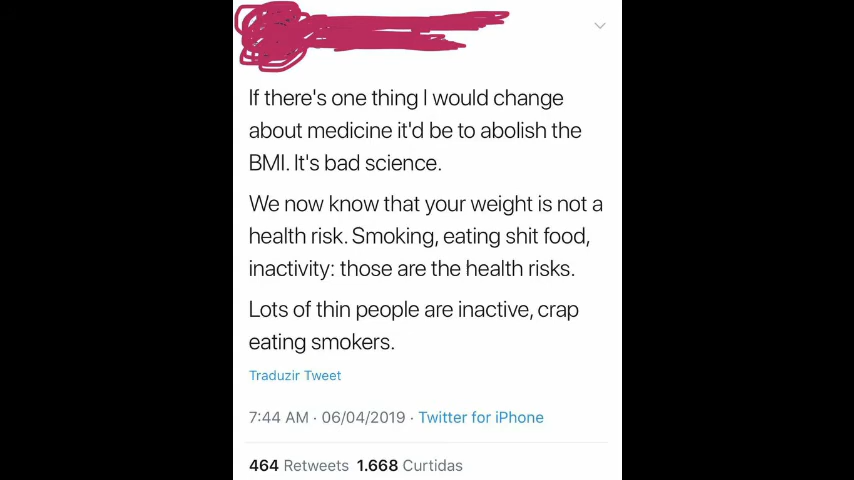 If there's one thing I would change
about medicine it'd be to abolish the
BMI. It's bad science.
We now know that your weight is not a
health risk. Smoking, eating shit food,
inactivity: those are the health risks.
Lots of thin people are inactive, crap
eating smokers.
Traduzir Tweet
7:44 AM · 06/04/2019 · Twitter for iPhone
464 Retweets 1.668 Curtidas